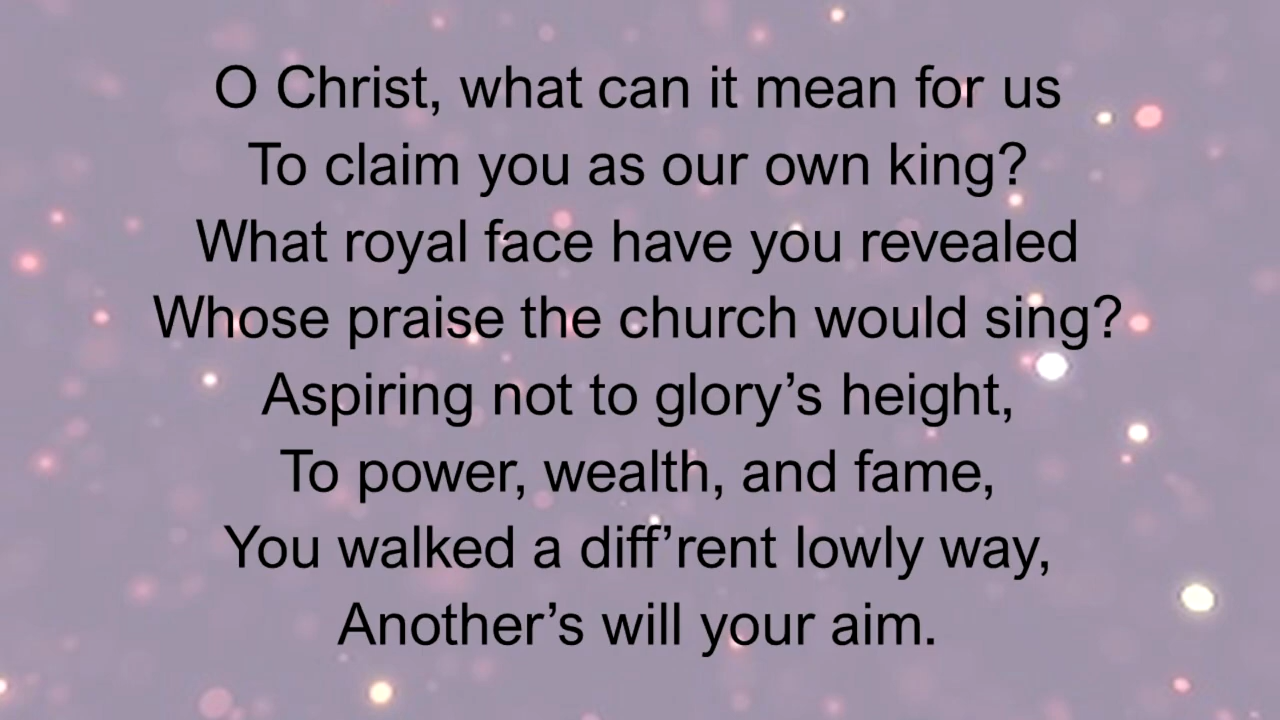 O Christ, what can it mean for us
To claim you as our own king?
What royal face have you revealed
Whose praise the church would sing?
Aspiring not to glory’s height,
To power, wealth, and fame,
You walked a diff’rent lowly way,
Another’s will your aim.